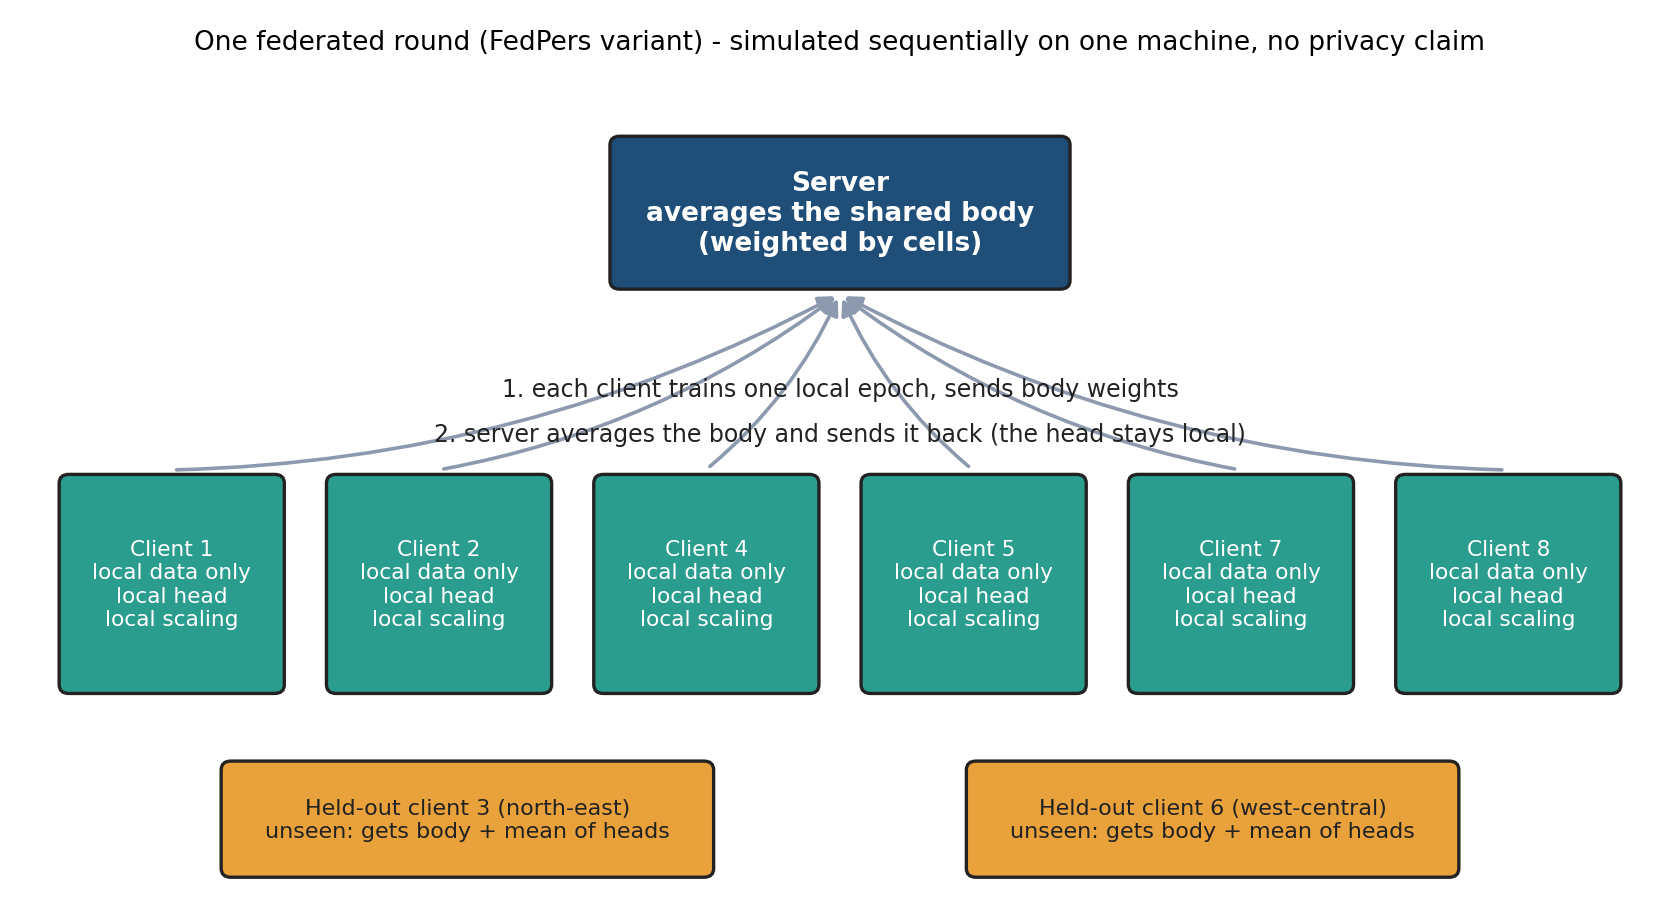 One federated round (FedPers variant) - simulated sequentially on one machine, no privacy claim
Server
averages the shared body
(weighted by cells)
1. each client trains one local epoch, sends body weights
2. server averages the body and sends it back (the head stays local)
Client 1
local data only
local head
local scaling
Client 2
local data only
local head
local scaling
Client 4
local data only
local head
local scaling
Client 5
local data only
local head
local scaling
Client 7
local data only
local head
local scaling
Client 8
local data only
local head
local scaling
Held-out client 3 (north-east)
unseen: gets body + mean of heads
Held-out client 6 (west-central)
unseen: gets body + mean of heads